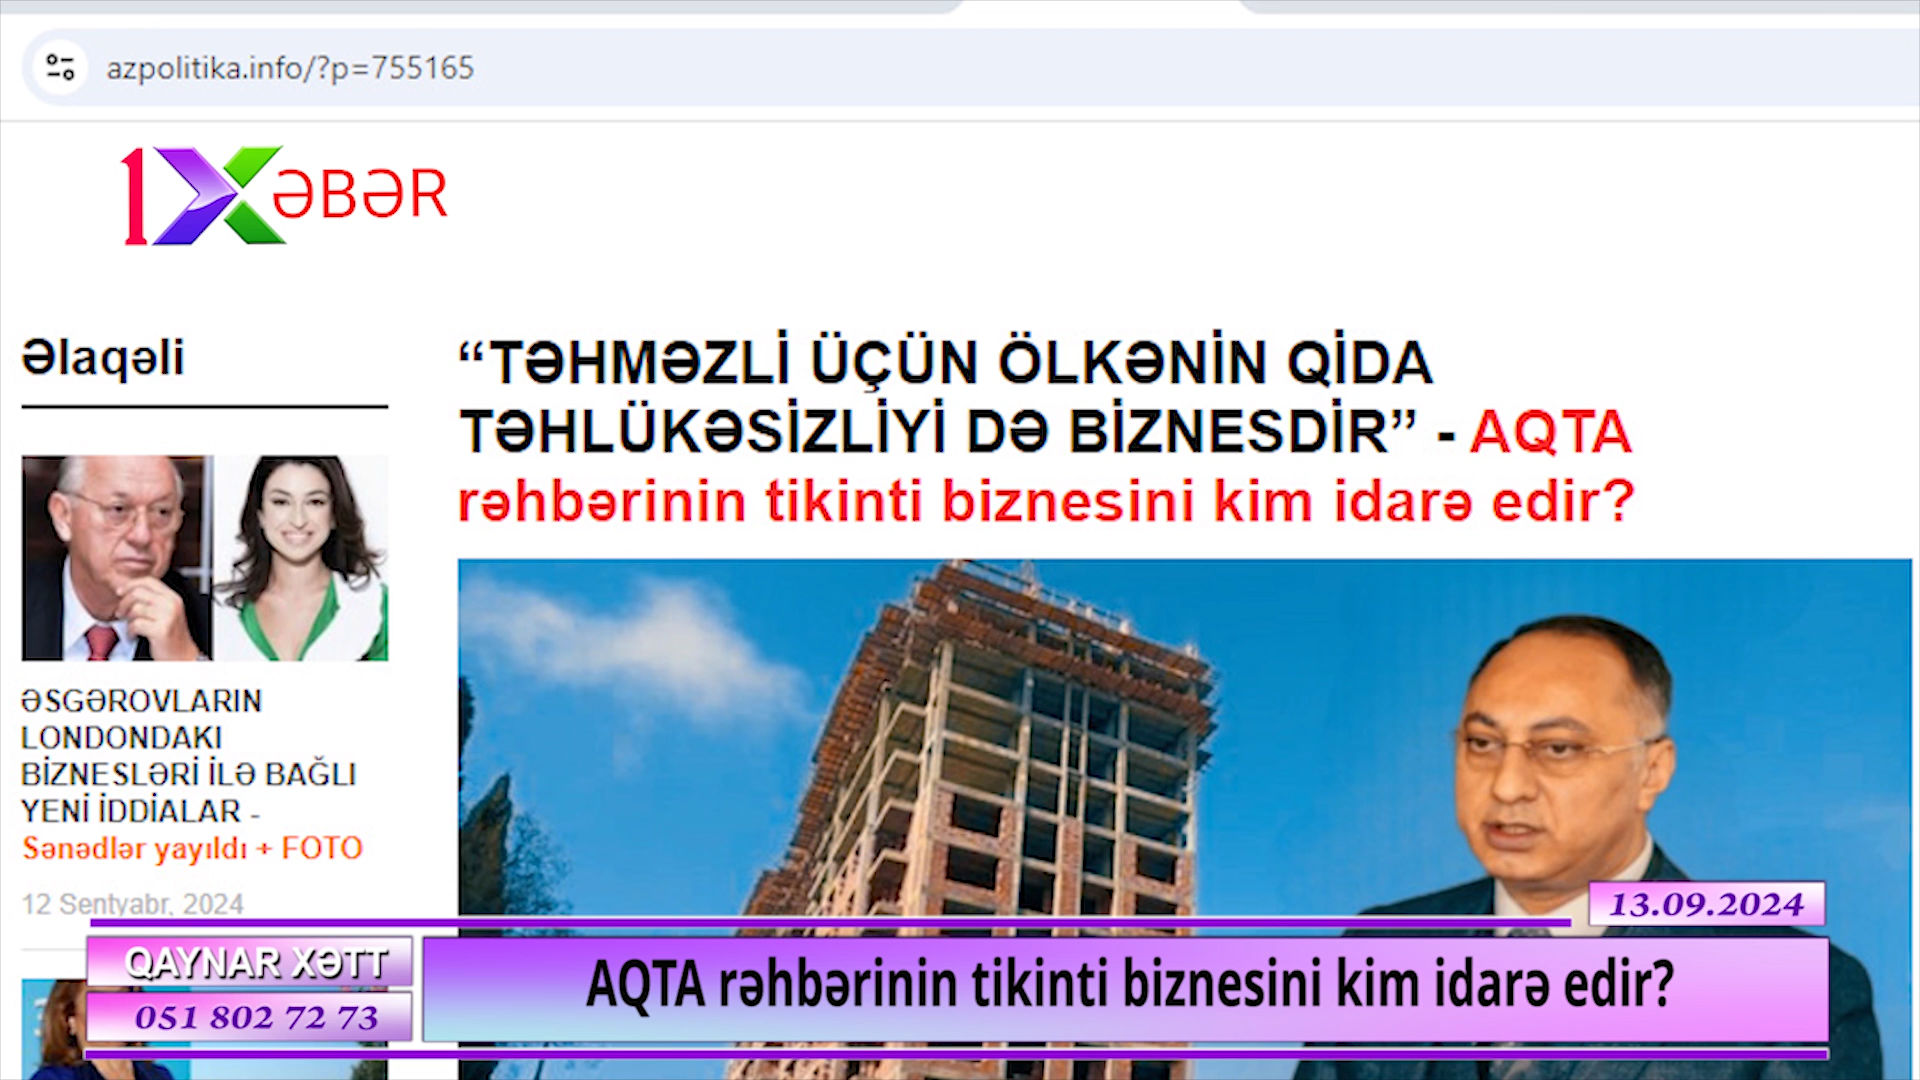 azpolitika.info/?p=755165
1XƏBƏR
Əlaqəli
“TƏHMƏZLİ ÜÇÜN ÖLKƏNİN QİDA
TƏHLÜKƏSİZLİYİ DƏ BİZNESDİR” - AQTA
rəhbərinin tikinti biznesini kim idarə edir?
ƏSGƏROVLARIN
LONDONDAKI
BİZNESLƏRİ İLƏ BAĞLI
YENİ İDDİALAR -
Sənədlər yayıldı + FOTO
12 Sentyabr, 2024
13.09.2024
QAYNAR XƏTT
051 802 72 73
AQTA rəhbərinin tikinti biznesini kim idarə edir?